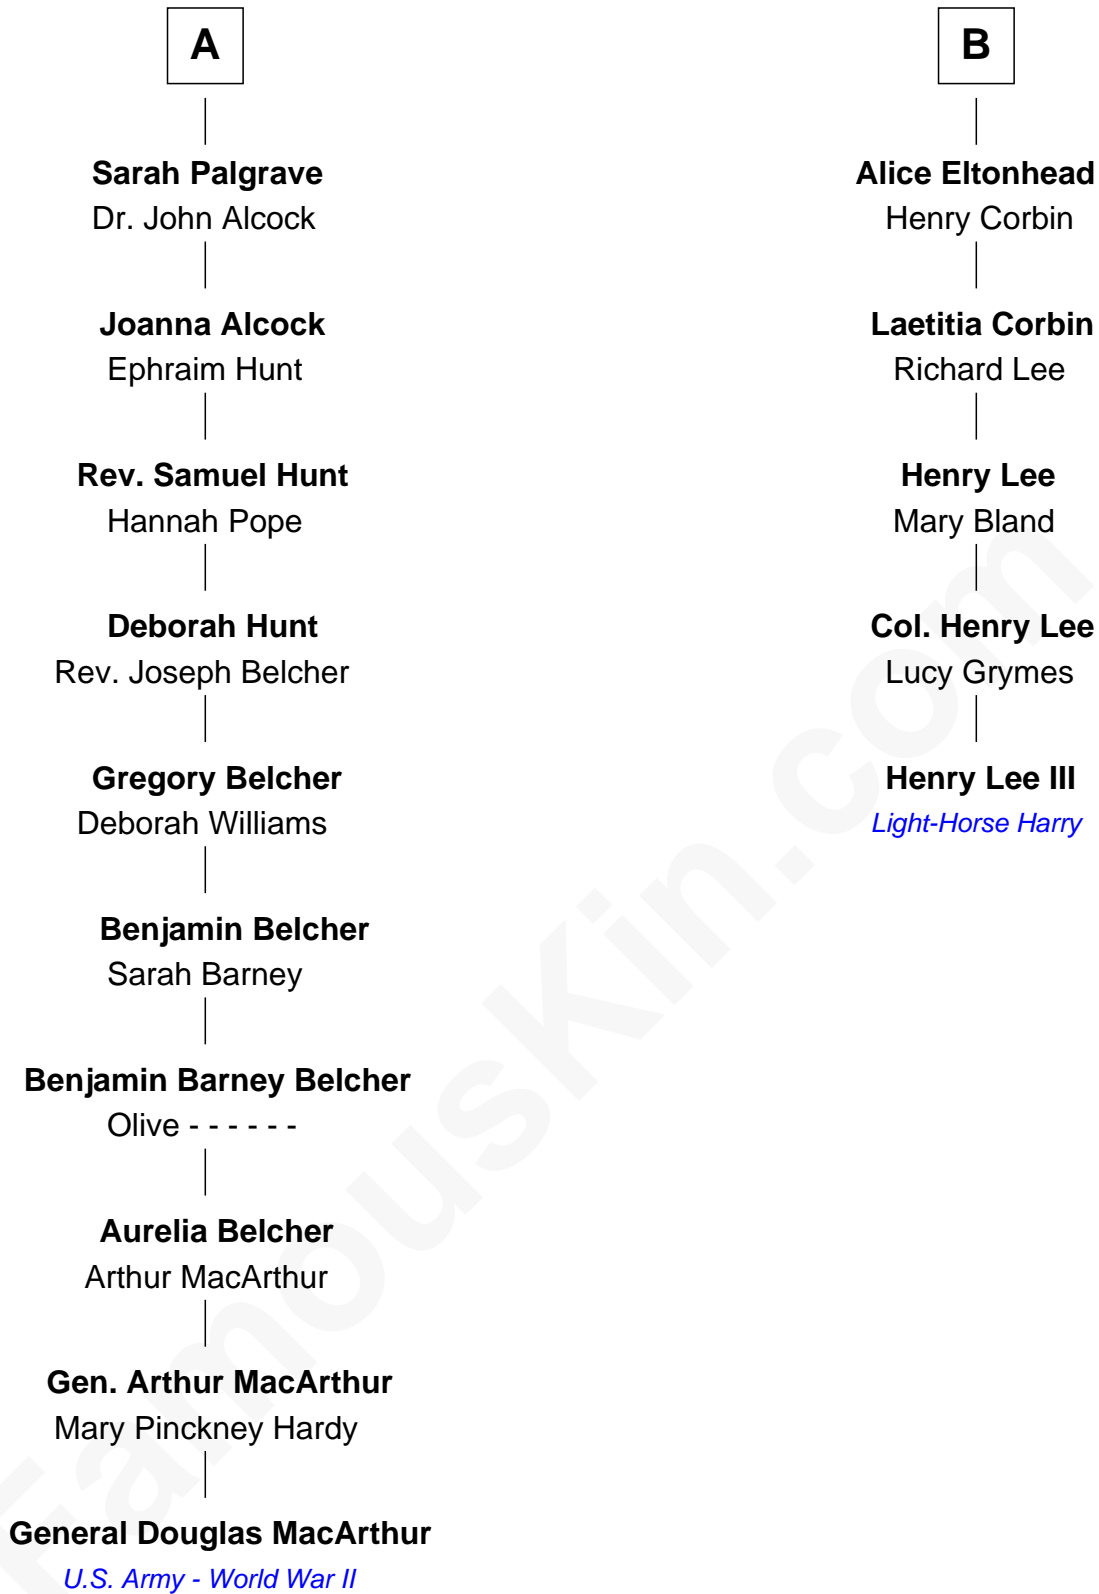 A
Sarah Palgrave
Dr. John Alcock
Joanna Alcock
Ephraim Hunt
Rev. Samuel Hunt
Hannah Pope
Deborah Hunt
Rev. Joseph Belcher
Gregory Belcher
Deborah Williams
Benjamin Belcher
Sarah Barney
Benjamin Barney Belcher
Olive - - - - - -
Aurelia Belcher
Arthur MacArthur
Gen. Arthur MacArthur
Mary Pinckney Hardy
General Douglas MacArthur
U.S. Army - World War II
B
Alice Eltonhead
Henry Corbin
Laetitia Corbin
Richard Lee
Henry Lee
Mary Bland
Col. Henry Lee
Lucy Grymes
Henry Lee III
Light-Horse Harry
FamousKin.com